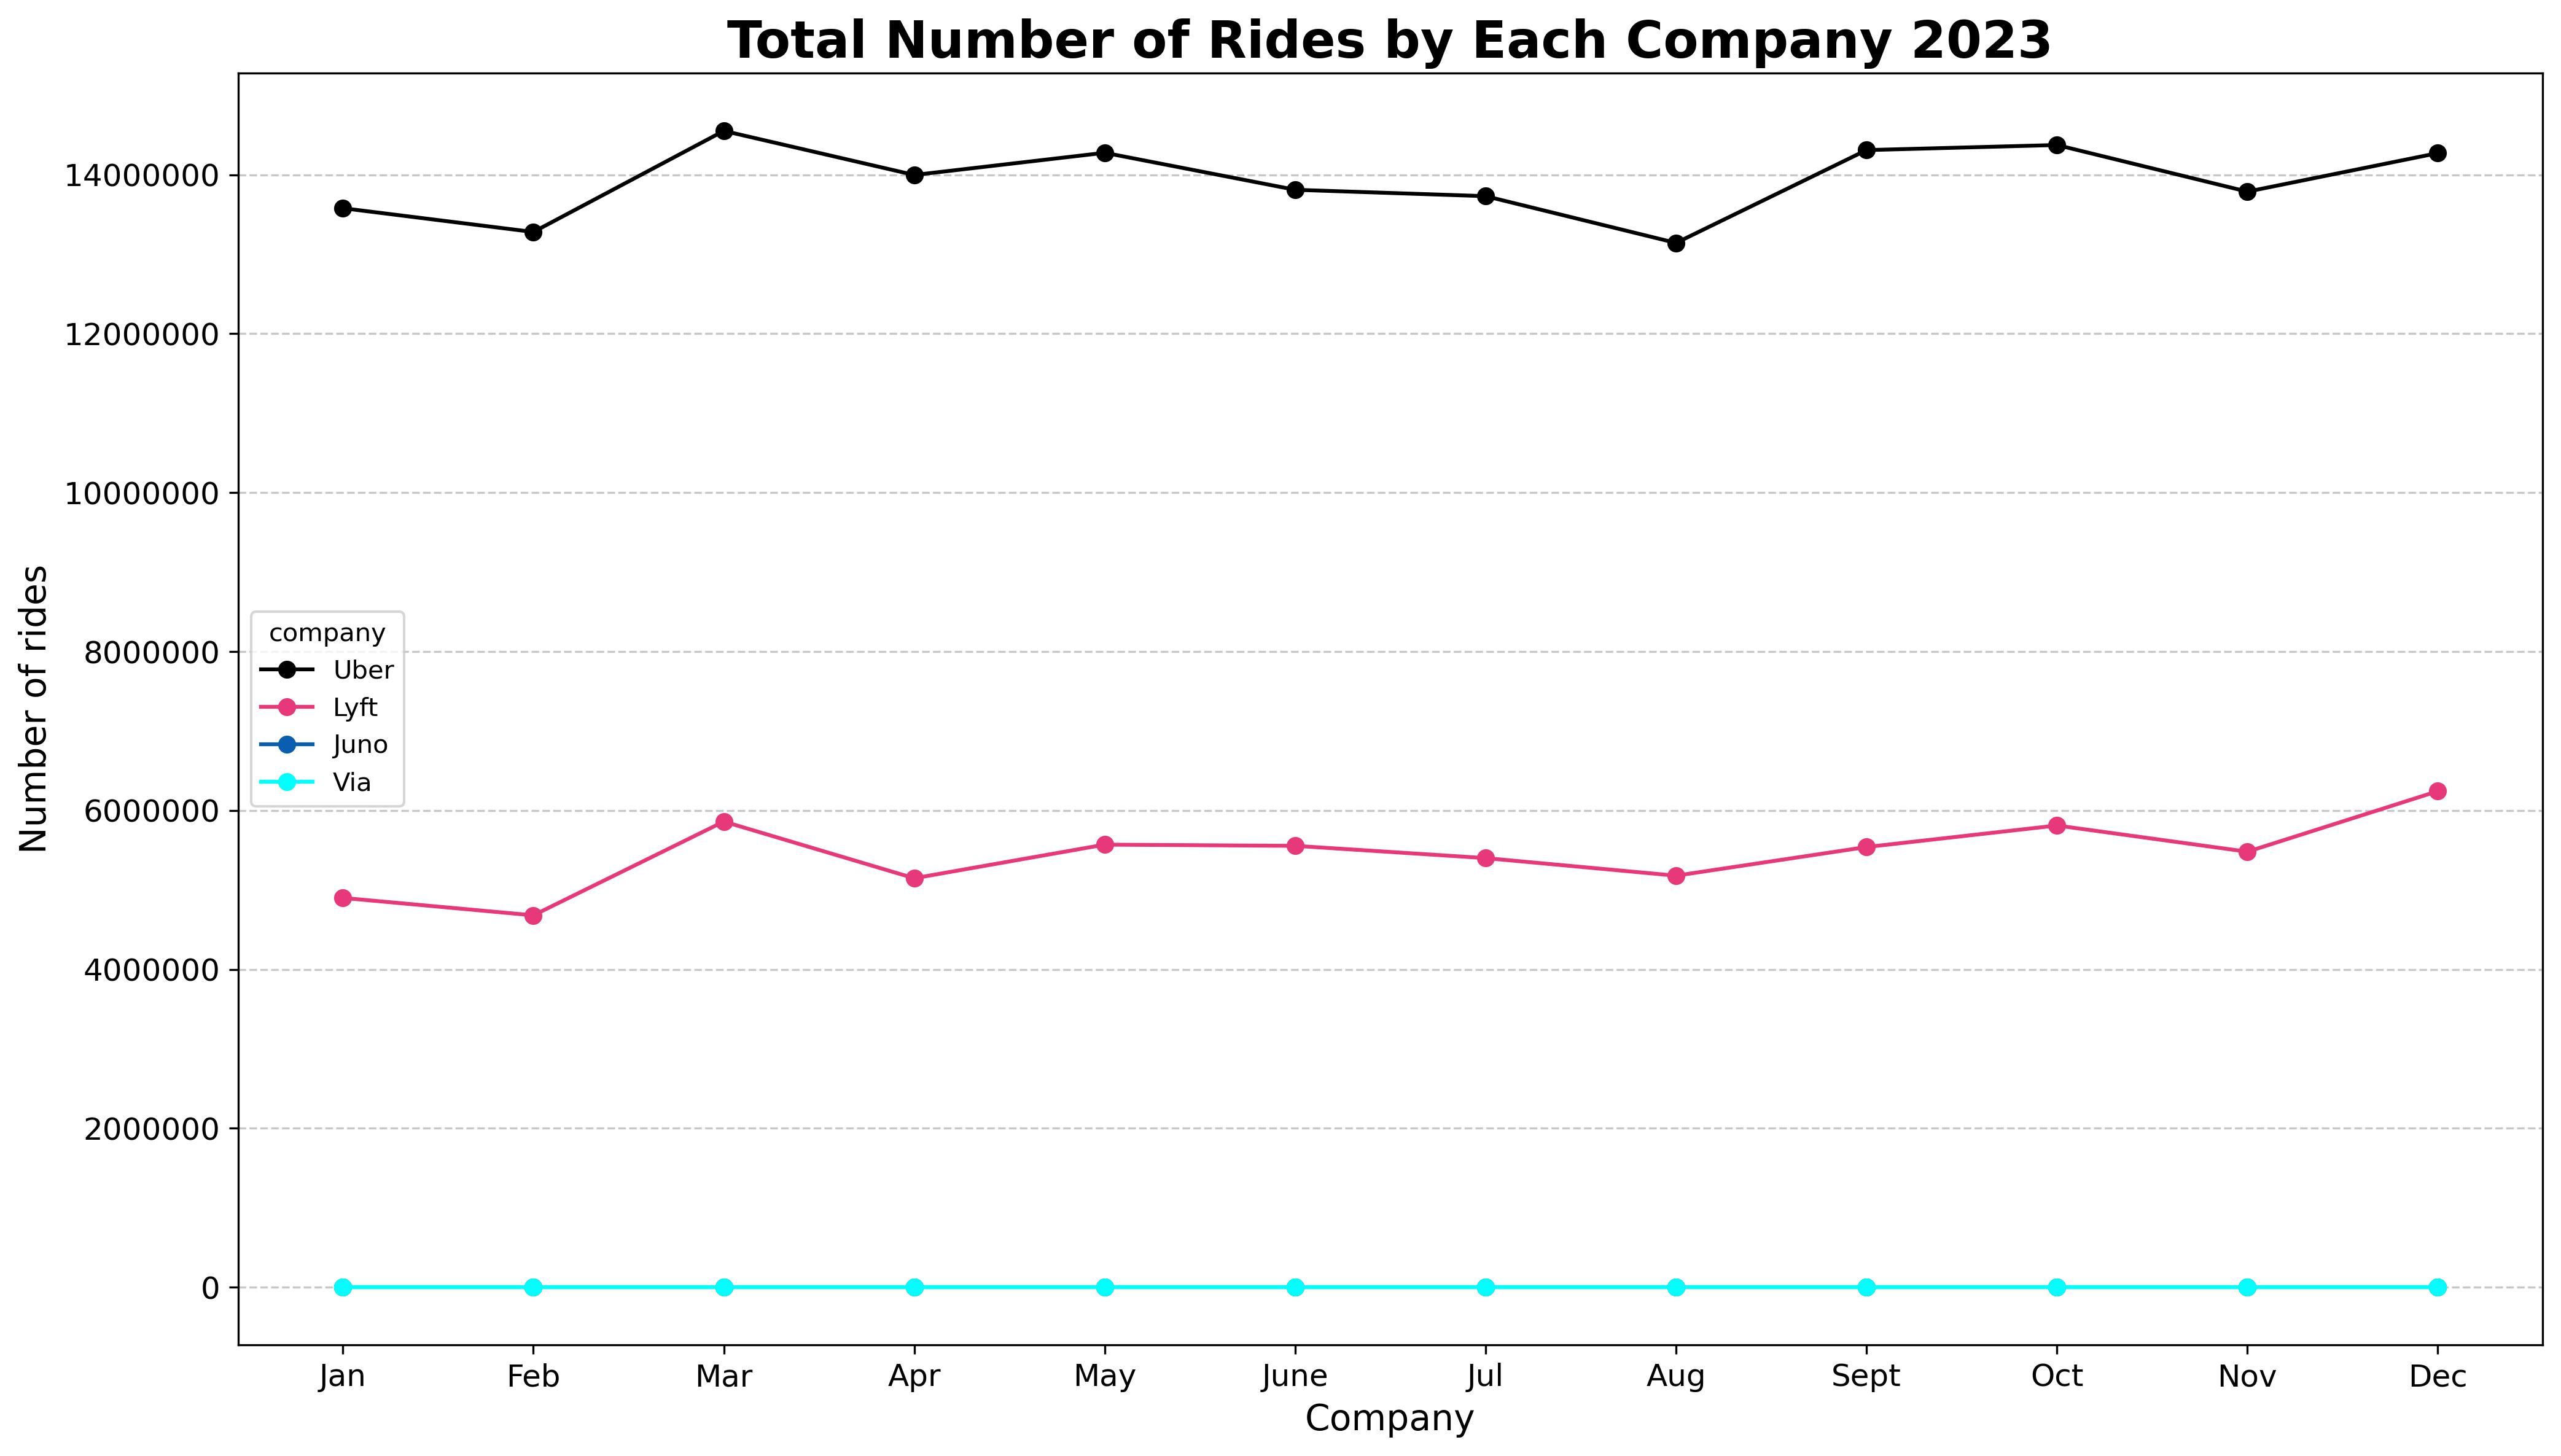 Total Number of Rides by Each Company 2023
Number of rides
14000000
12000000
10000000
8000000
6000000
4000000
2000000
0
company
Uber
Lyft
Juno
Via
Jan Feb Mar Apr May June Jul Aug Sept Oct Nov Dec
Company